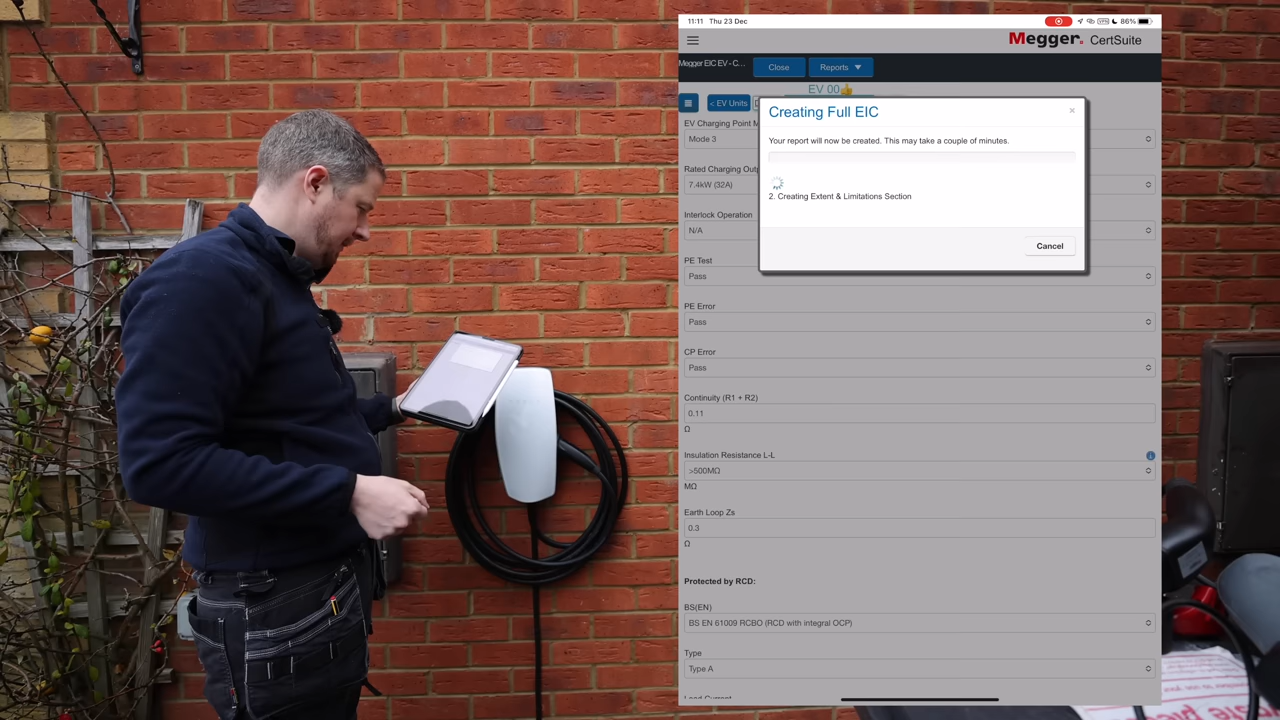 11:11 Thu 23 Dec
86%
Megger. CertSuite
Megger EIC EV - C...
Close
Reports
EV 00👍
< EV Units
Creating Full EIC
×
Your report will now be created. This may take a couple of minutes.
2. Creating Extent & Limitations Section
Cancel
EV Charging Point M
Mode 3
Rated Charging Outp
7.4kW (32A)
Interlock Operation
N/A
PE Test
Pass
PE Error
Pass
CP Error
Pass
Continuity (R1 + R2)
0.11
Ω
Insulation Resistance L-L
>500MΩ
MΩ
Earth Loop Zs
0.3
Ω
Protected by RCD:
BS(EN)
BS EN 61009 RCBO (RCD with integral OCP)
Type
Type A